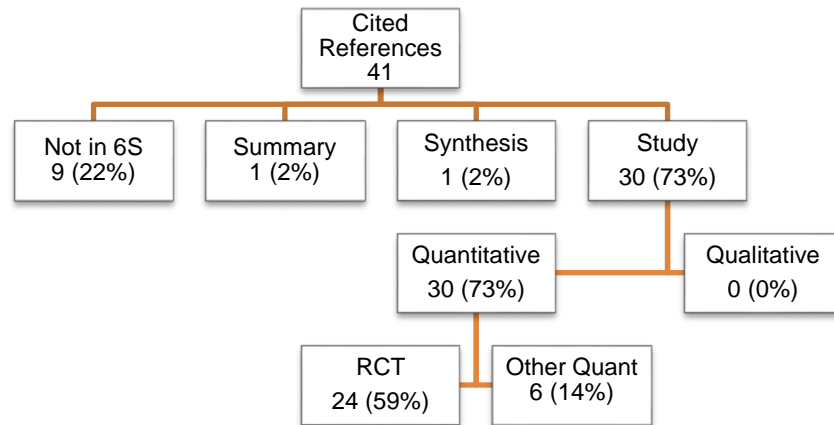 Cited
References
41
Not in 6S
9 (22%)
Summary
1 (2%)
Synthesis
1 (2%)
Study
30 (73%)
Quantitative
30 (73%)
Qualitative
0 (0%)
RCT
24 (59%)
Other Quant
6 (14%)